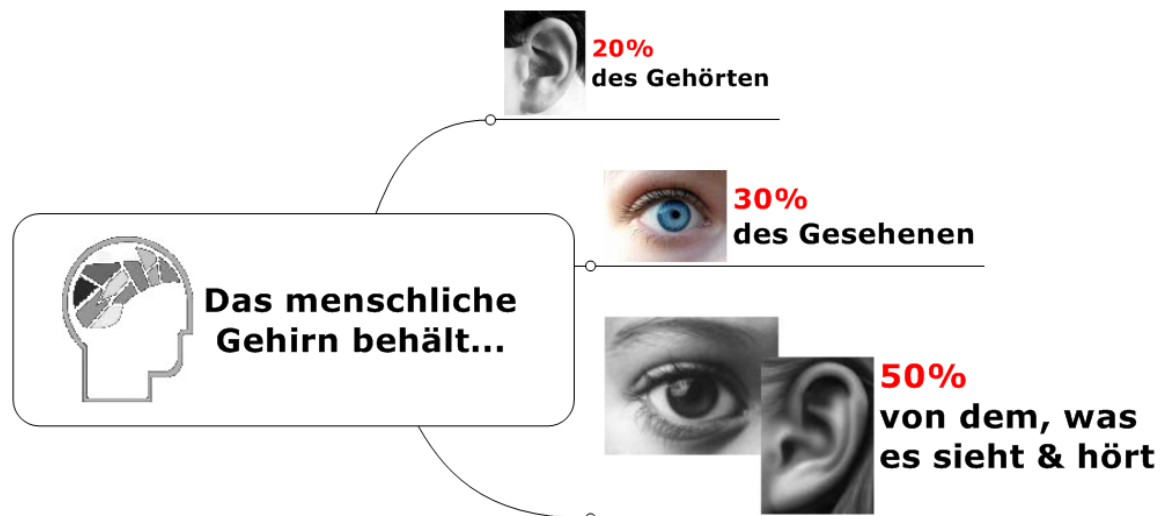 20%
des Gehörten
30%
des Gesehenen
Das menschliche
Gehirn behält...
50%
von dem, was
es sieht & hört